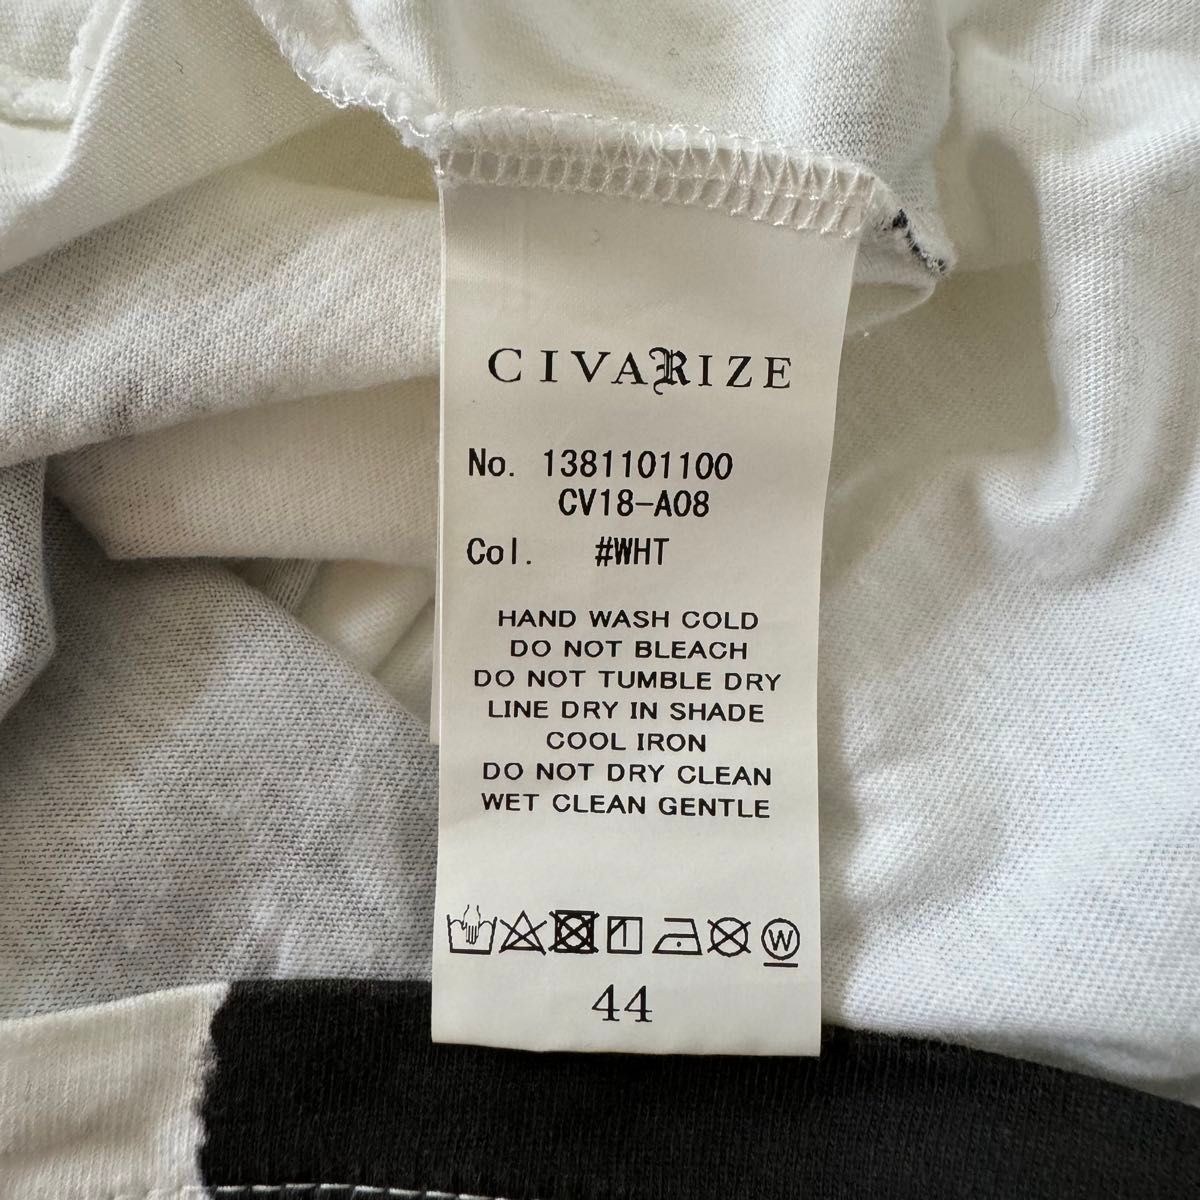 CIVARIZE
No. 1381101100
CV18-A08
Col. #WHT
HAND WASH COLD
DO NOT BLEACH
DO NOT TUMBLE DRY
LINE DRY IN SHADE
COOL IRON
DO NOT DRY CLEAN
WET CLEAN GENTLE
W
44